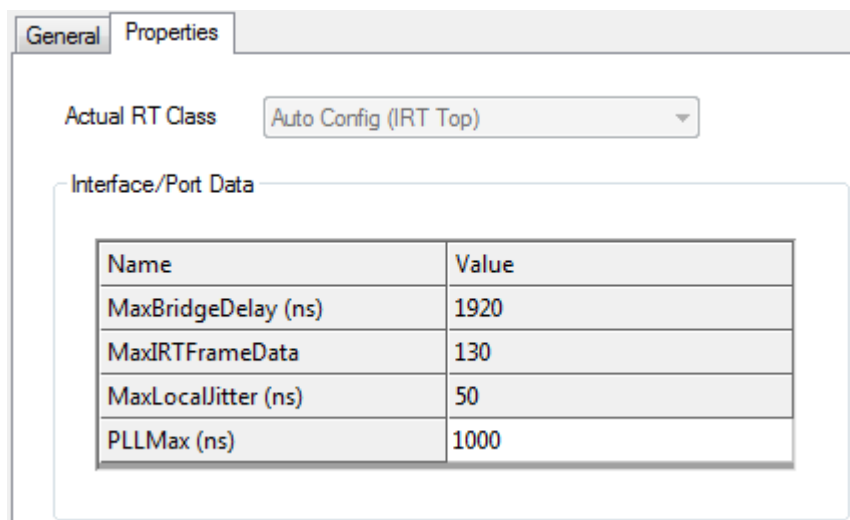 General Properties
Actual RT Class Auto Config (IRT Top)
Interface/Port Data
Name Value
MaxBridgeDelay (ns) 1920
MaxIRTFrameData 130
MaxLocalJitter (ns) 50
PLLMax (ns) 1000